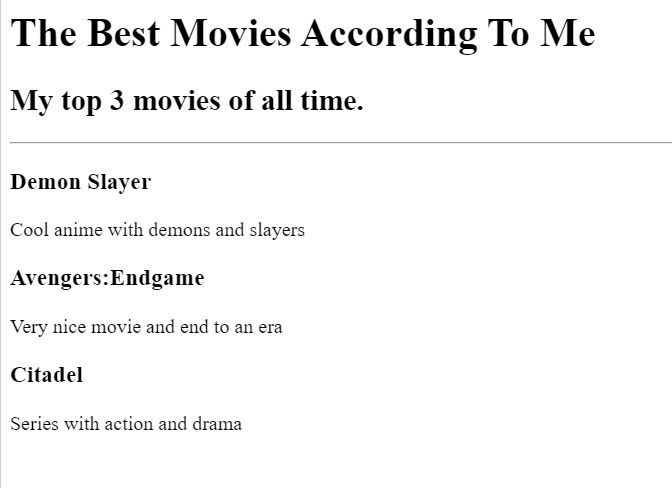 The Best Movies According To Me
My top 3 movies of all time.
Demon Slayer
Cool anime with demons and slayers
Avengers:Endgame
Very nice movie and end to an era
Citadel
Series with action and drama